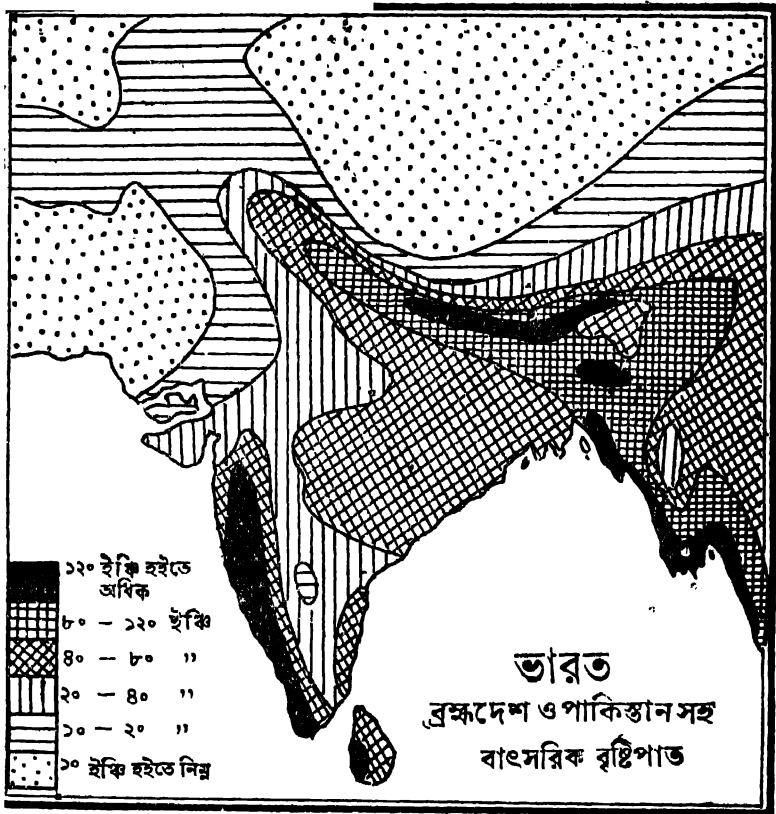 ১২০ ইঞ্চি হইতে
অধিক
৮০ — ১২০ ইঞ্চি
৪০ — ৮০ ”
২০ — ৪০ ”
১০ — ২০ ”
১০ ইঞ্চি হইতে নিম্ন
ভারত
ব্রহ্মদেশ ও পাকিস্তান সহ
বাৎসরিক বৃষ্টিপাত